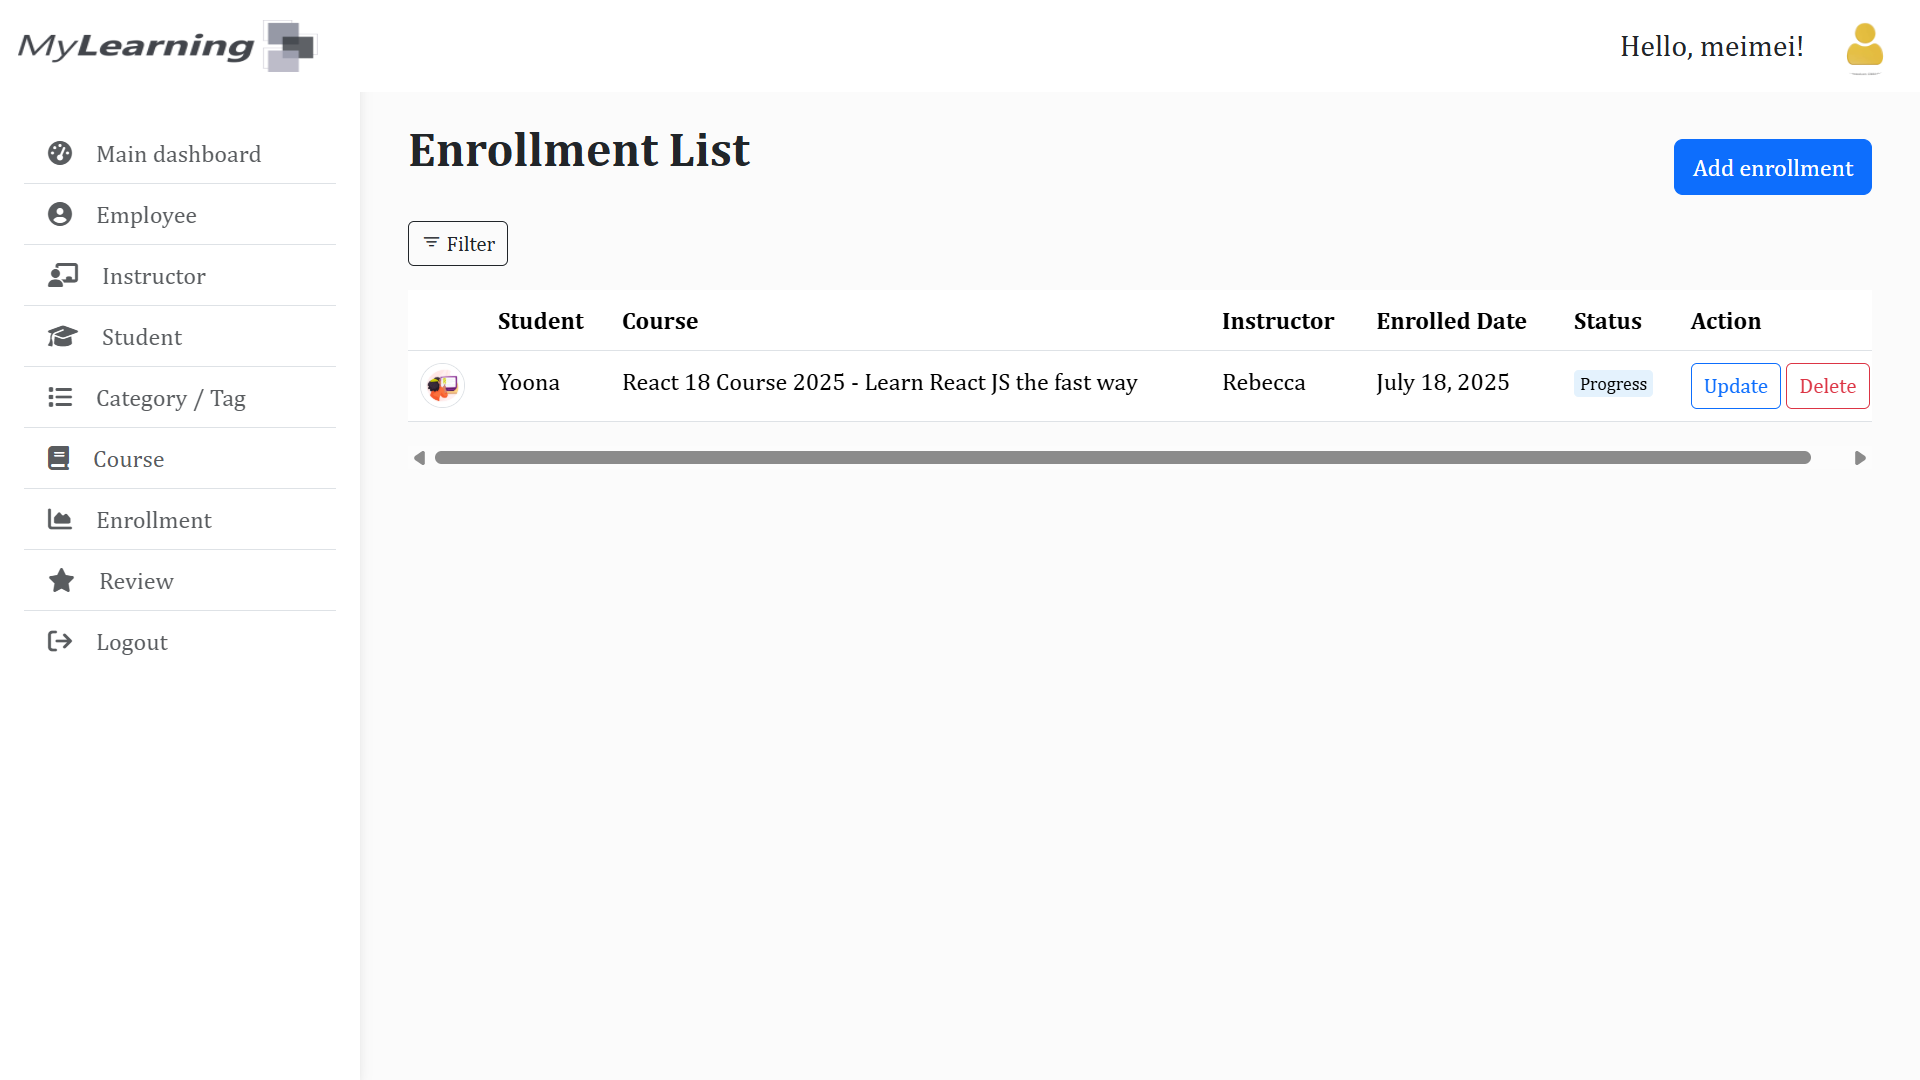 MyLearning
Hello, meimei!
Main dashboard
Employee
Instructor
Student
Category / Tag
Course
Enrollment
Review
Logout
Enrollment List
Add enrollment
Filter
Student Course Instructor Enrolled Date Status Action
Yoona React 18 Course 2025 - Learn React JS the fast way Rebecca July 18, 2025 Progress Update Delete